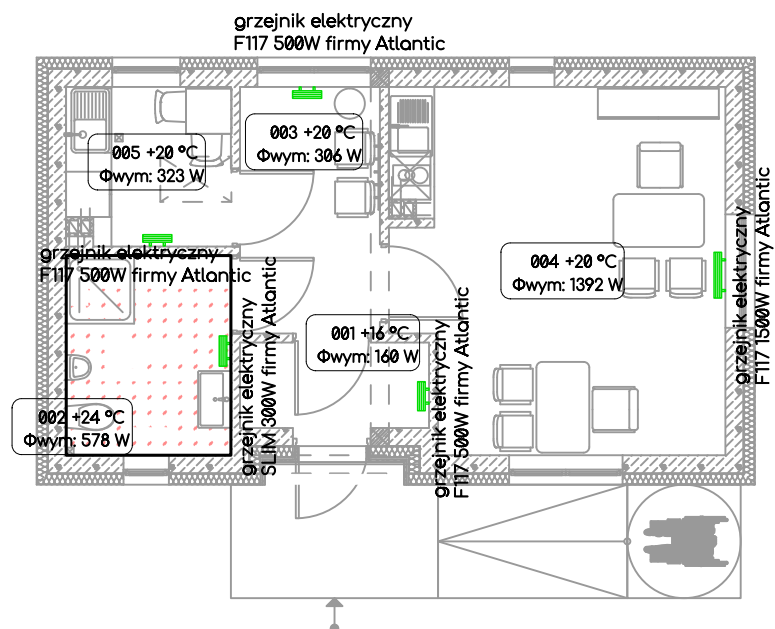 grzejnik elektryczny
F117 500W firmy Atlantic
005 +20 °C
Φwym: 323 W
003 +20 °C
Φwym: 306 W
grzejnik elektryczny
F117 500W firmy Atlantic
004 +20 °C
Φwym: 1392 W
grzejnik elektryczny
F117 1500W firmy Atlantic
001 +16 °C
Φwym: 160 W
grzejnik elektryczny
SLIM 300W firmy Atlantic
grzejnik elektryczny
F117 500W firmy Atlantic
002 +24 °C
Φwym: 578 W